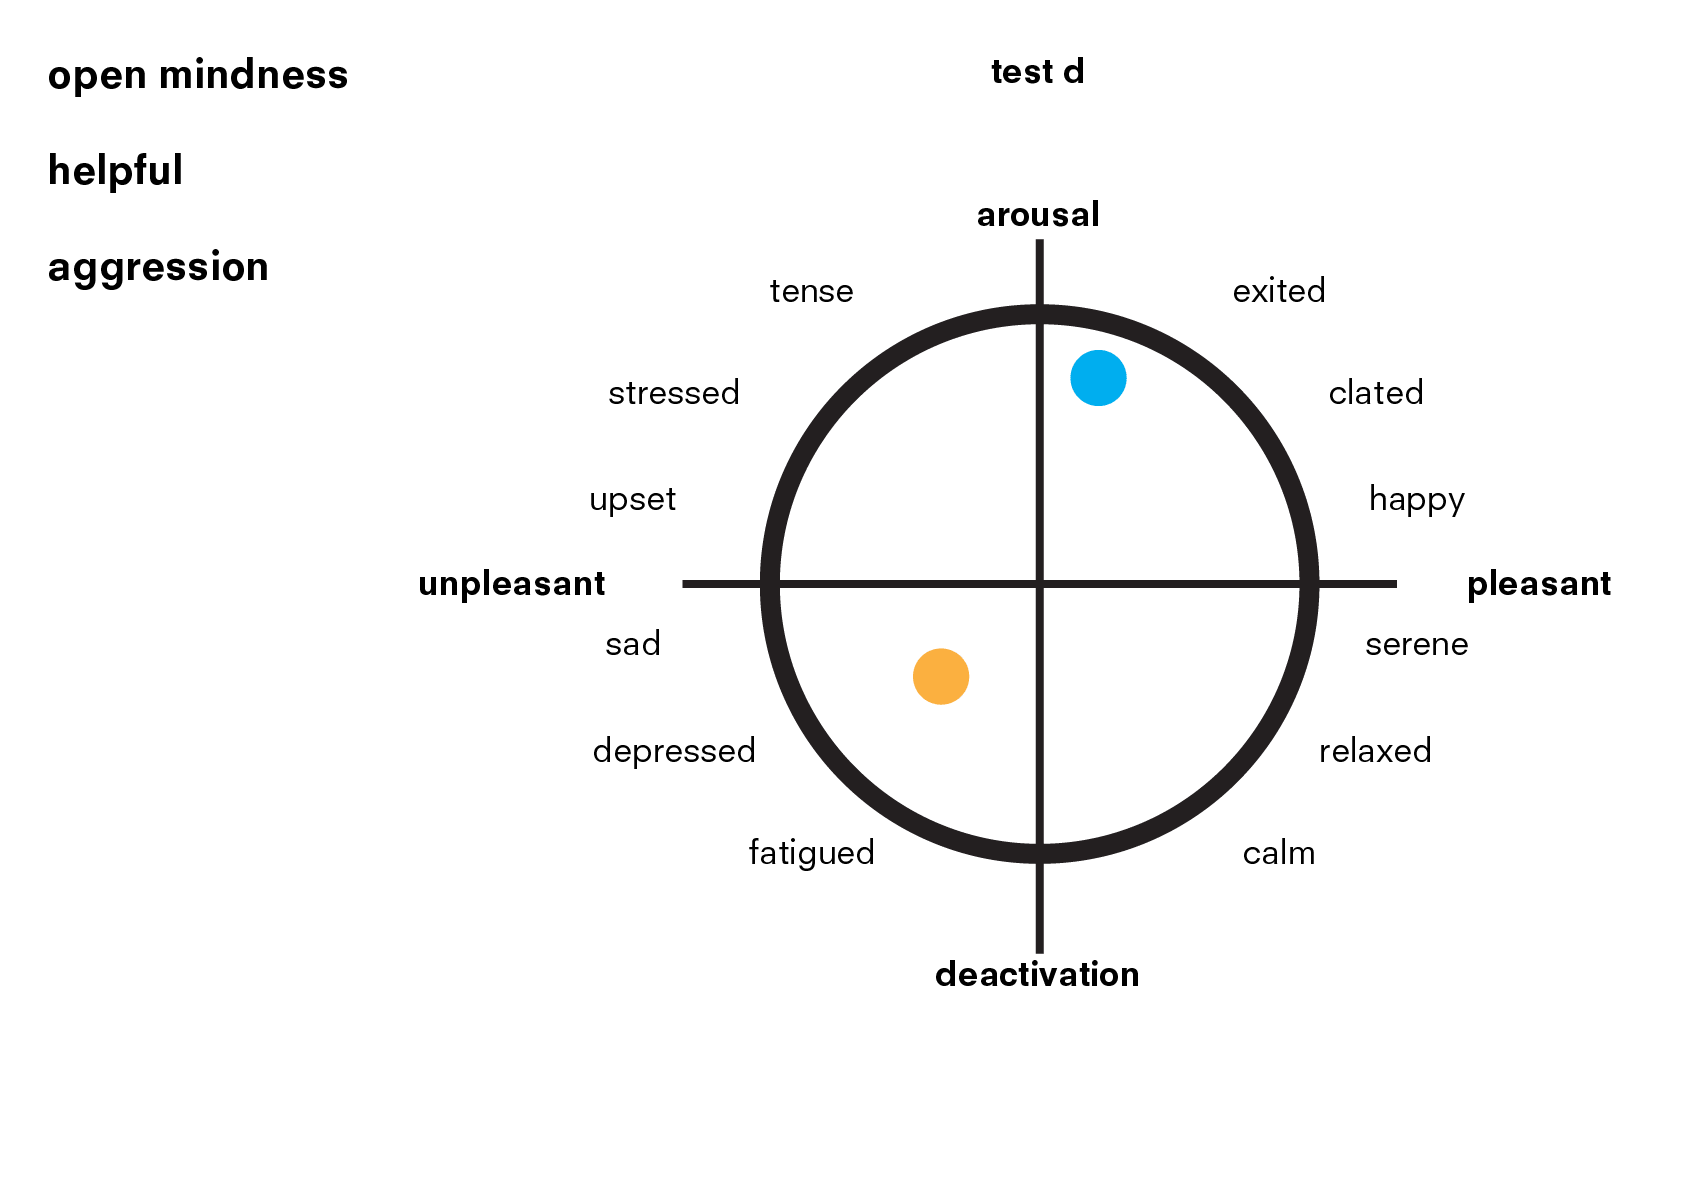 open mindness
helpful
aggression
test d
arousal
tense
exited
stressed
clated
upset
happy
unpleasant
pleasant
sad
serene
depressed
relaxed
fatigued
calm
deactivation